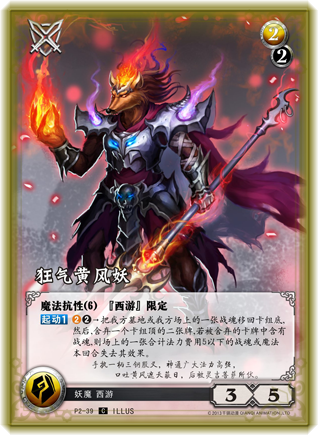 2
2
狂气黄风妖
魔法抗性(6) 『西游』限定
起动1 2 2 → 把我方墓地或我方场上的一张战魂移回卡组底,
然后,舍弃一个卡组顶的二张牌,若被舍弃的卡牌中含有
战魂,则场上的一张合计法力费用5以下的战魂或魔法
本回合失去其效果。
手执一柄三钢股叉,神通广大法力高强,
口吐黄风遮天蔽日,后被灵吉菩萨所伏。
妖魔 西游
3 5
P2-39 C ILLUS